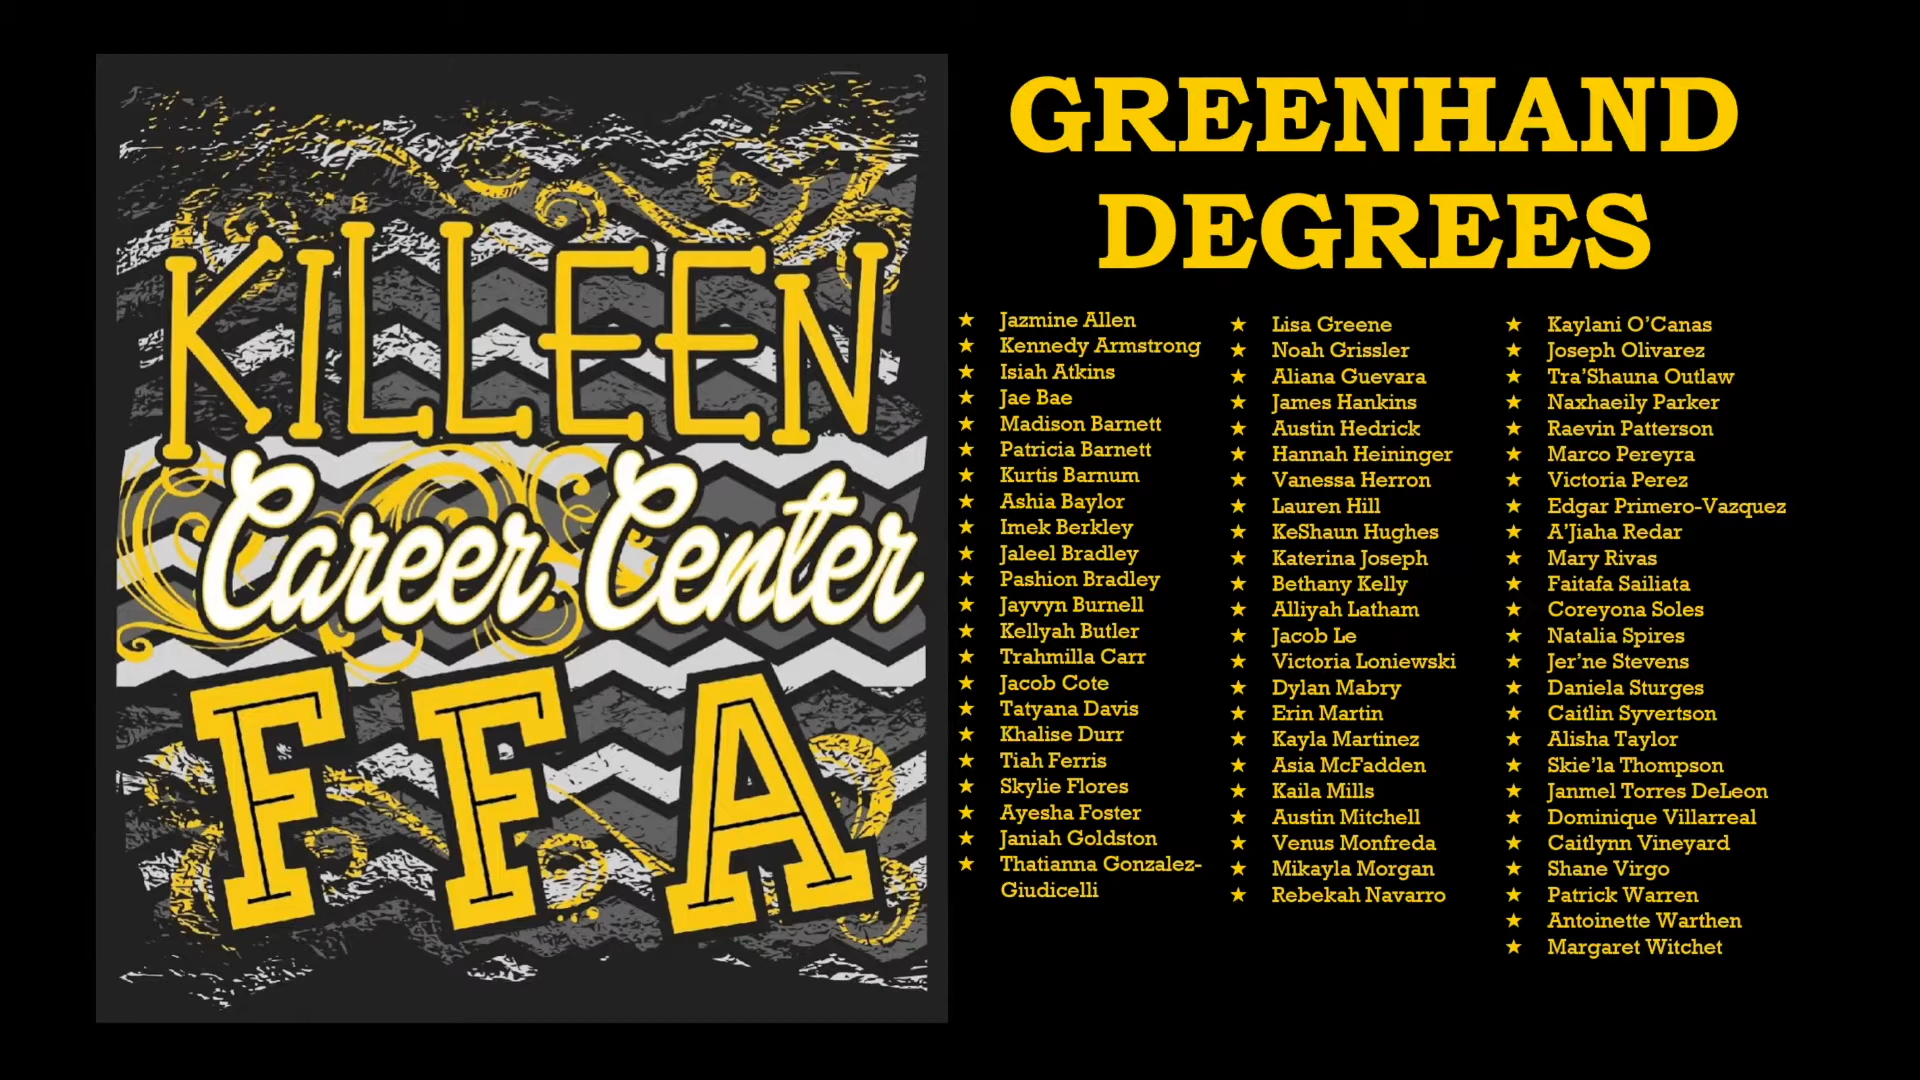 KILLEEN
Career Center
FFA
GREENHAND
DEGREES
★ Jazmine Allen
★ Kennedy Armstrong
★ Isiah Atkins
★ Jae Bae
★ Madison Barnett
★ Patricia Barnett
★ Kurtis Barnum
★ Ashia Baylor
★ Imek Berkley
★ Jaleel Bradley
★ Pashion Bradley
★ Jayvyn Burnell
★ Kellyah Butler
★ Trahmilla Carr
★ Jacob Cote
★ Tatyana Davis
★ Khalise Durr
★ Tiah Ferris
★ Skylie Flores
★ Ayesha Foster
★ Janiah Goldston
★ Thatianna Gonzalez-
Giudicelli
★ Lisa Greene
★ Noah Grissler
★ Aliana Guevara
★ James Hankins
★ Austin Hedrick
★ Hannah Heininger
★ Vanessa Herron
★ Lauren Hill
★ KeShaun Hughes
★ Katerina Joseph
★ Bethany Kelly
★ Alliyah Latham
★ Jacob Le
★ Victoria Loniewski
★ Dylan Mabry
★ Erin Martin
★ Kayla Martinez
★ Asia McFadden
★ Kaila Mills
★ Austin Mitchell
★ Venus Monfreda
★ Mikayla Morgan
★ Rebekah Navarro
★ Kaylani O’Canas
★ Joseph Olivarez
★ Tra’Shauna Outlaw
★ Naxhaeily Parker
★ Raevin Patterson
★ Marco Pereyra
★ Victoria Perez
★ Edgar Primero-Vazquez
★ A’Jiaha Redar
★ Mary Rivas
★ Faitafa Sailiata
★ Coreyona Soles
★ Natalia Spires
★ Jer’ne Stevens
★ Daniela Sturges
★ Caitlin Syvertson
★ Alisha Taylor
★ Skie’la Thompson
★ Janmel Torres DeLeon
★ Dominique Villarreal
★ Caitlynn Vineyard
★ Shane Virgo
★ Patrick Warren
★ Antoinette Warthen
★ Margaret Witchet